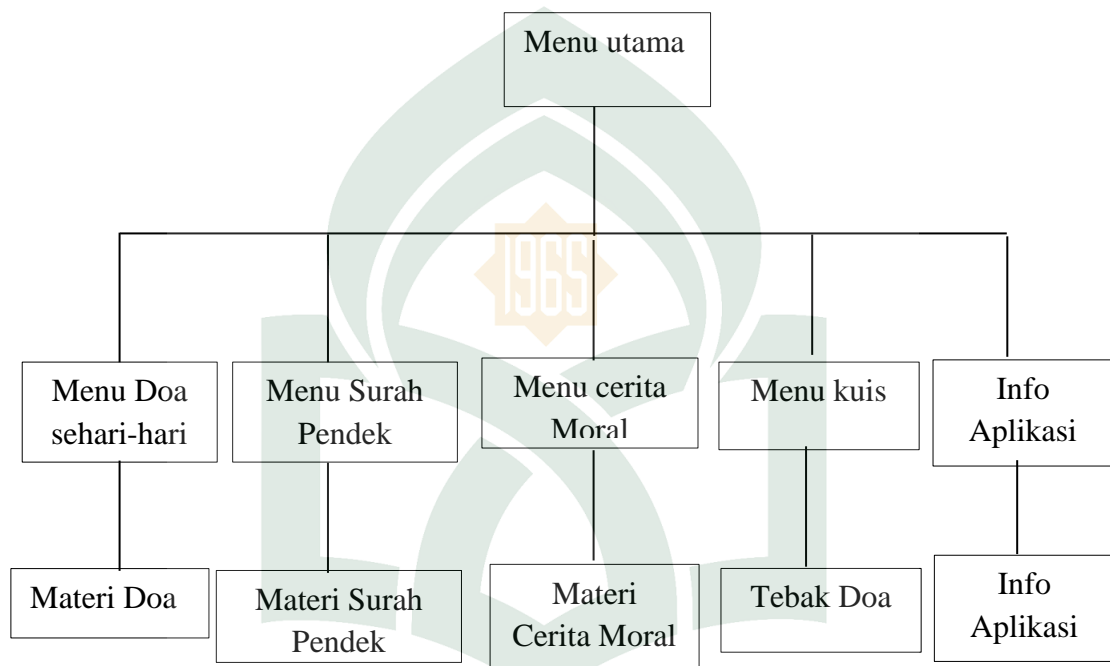 Menu utama
1965
Menu Doa
sehari-hari
Menu Surah
Pendek
Menu cerita
Moral
Menu kuis
Info
Aplikasi
Materi Doa
Materi Surah
Pendek
Materi
Cerita Moral
Tebak Doa
Info
Aplikasi